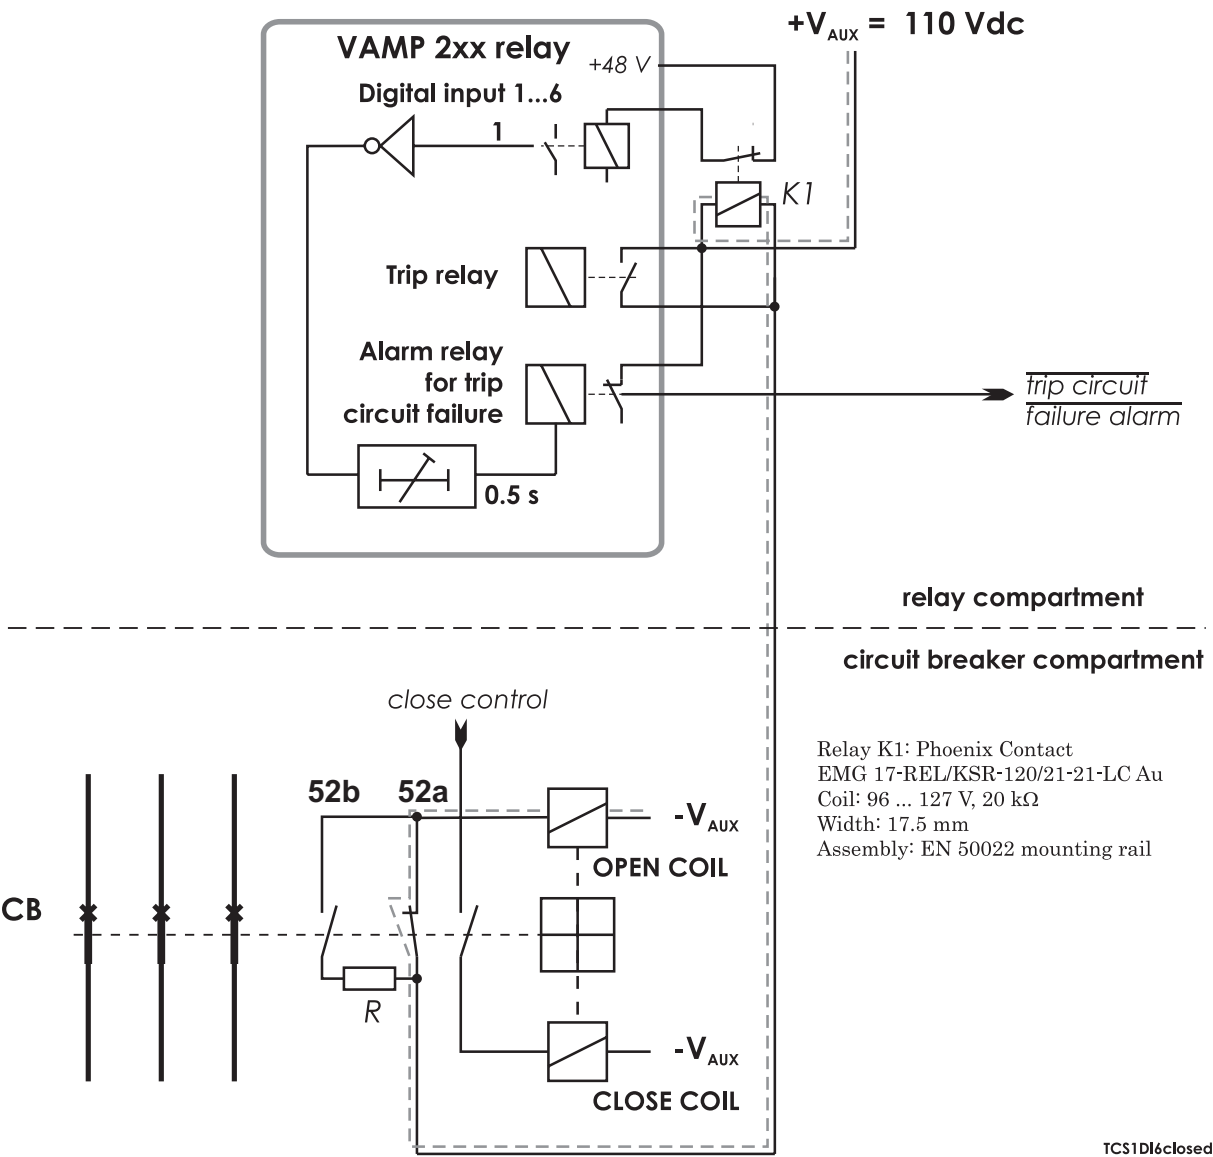 +VAUX = 110 Vdc
VAMP 2xx relay
+48 V
Digital input 1...6
1
K1
Trip relay
Alarm relay
for trip
circuit failure
trip circuit
failure alarm
0.5 s
relay compartment
circuit breaker compartment
close control
Relay K1: Phoenix Contact
EMG 17-REL/KSR-120/21-21-LC Au
Coil: 96 ... 127 V, 20 kΩ
Width: 17.5 mm
Assembly: EN 50022 mounting rail
52b
52a
-VAUX
OPEN COIL
CB
R
-VAUX
CLOSE COIL
TCS1DI6closed